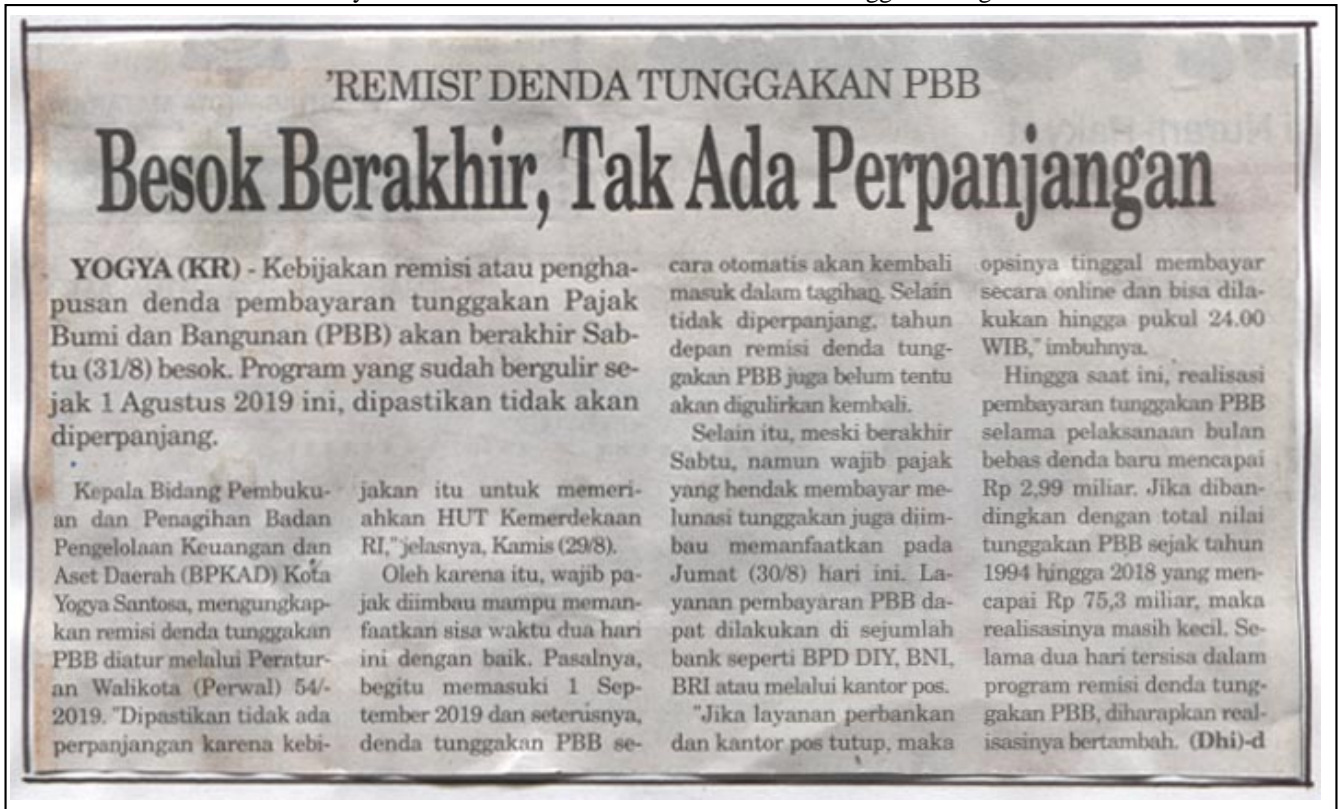 'REMISI' DENDA TUNGGAKAN PBB
Besok Berakhir, Tak Ada Perpanjangan
YOGYA (KR) - Kebijakan remisi atau pengha-
pusan denda pembayaran tunggakan Pajak
Bumi dan Bangunan (PBB) akan berakhir Sab-
tu (31/8) besok. Program yang sudah bergulir se-
jak 1 Agustus 2019 ini, dipastikan tidak akan
diperpanjang.
Kepala Bidang Pembuku-
an dan Penagihan Badan
Pengelolaan Keuangan dan
Aset Daerah (BPKAD) Kota
Yogya Santosa, mengungkap-
kan remisi denda tunggakan
PBB diatur melalui Peratur-
an Walikota (Perwal) 54/-
2019. "Dipastikan tidak ada
perpanjangan karena kebi-
jakan itu untuk memeri-
ahkan HUT Kemerdekaan
RI," jelasnya, Kamis (29/8).
Oleh karena itu, wajib pa-
jak diimbau mampu meman-
faatkan sisa waktu dua hari
ini dengan baik. Pasalnya,
begitu memasuki 1 Sep-
tember 2019 dan seterusnya,
denda tunggakan PBB se-
cara otomatis akan kembali
masuk dalam tagihan. Selain
tidak diperpanjang, tahun
depan remisi denda tung-
gakan PBB juga belum tentu
akan digulirkan kembali.
Selain itu, meski berakhir
Sabtu, namun wajib pajak
yang hendak membayar me-
lunasi tunggakan juga diim-
bau memanfaatkan pada
Jumat (30/8) hari ini. La-
yanan pembayaran PBB da-
pat dilakukan di sejumlah
bank seperti BPD DIY, BNI,
BRI atau melalui kantor pos.
"Jika layanan perbankan
dan kantor pos tutup, maka
opsinya tinggal membayar
secara online dan bisa dila-
kukan hingga pukul 24.00
WIB," imbuhnya.
Hingga saat ini, realisasi
pembayaran tunggakan PBB
selama pelaksanaan bulan
bebas denda baru mencapai
Rp 2,99 miliar. Jika diban-
dingkan dengan total nilai
tunggakan PBB sejak tahun
1994 hingga 2018 yang men-
capai Rp 75,3 miliar, maka
realisasinya masih kecil. Se-
lama dua hari tersisa dalam
program remisi denda tung-
gakan PBB, diharapkan real-
isasinya bertambah. (Dhi)-d